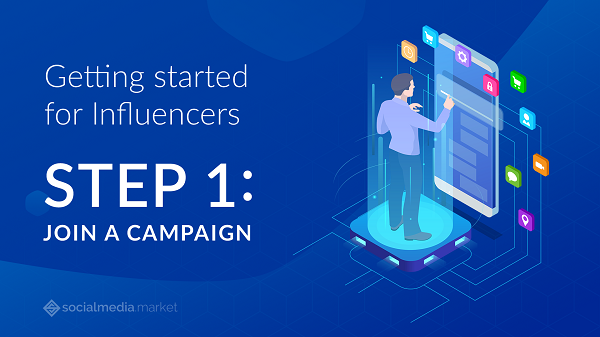 Getting started
for Influencers
STEP 1:
JOIN A CAMPAIGN
socialmedia.market